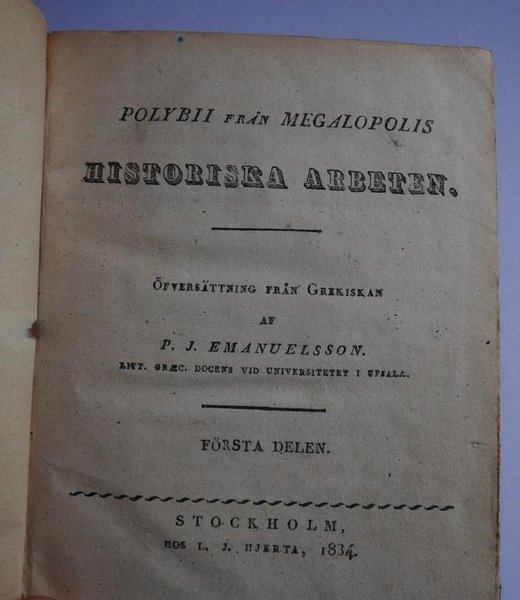 POLYBII FRÅN MEGALOPOLIS
HISTORISKA ARBETEN.
ÖFVERSÄTTNING FRÅN GREKISKAN
AF
P. J. EMANUELSSON.
LITT. GRÆC. DOCENS VID UNIVERSITETET I UPSALA.
FÖRSTA DELEN.
STOCKHOLM,
HOS L. J. HJERTA, 1834.